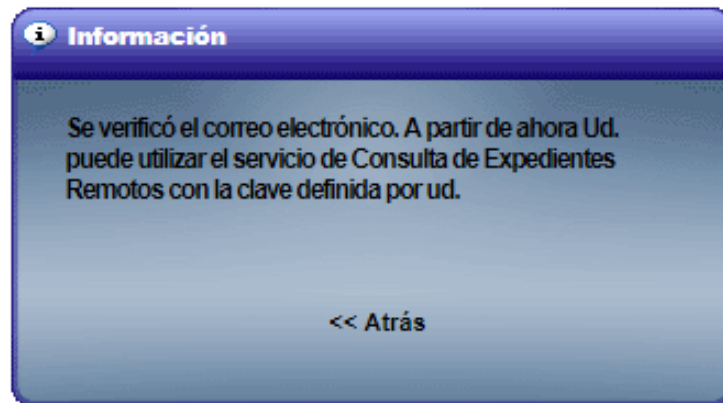 Información
Se verificó el correo electrónico. A partir de ahora Ud.
puede utilizar el servicio de Consulta de Expedientes
Remotos con la clave definida por ud.
<< Atrás